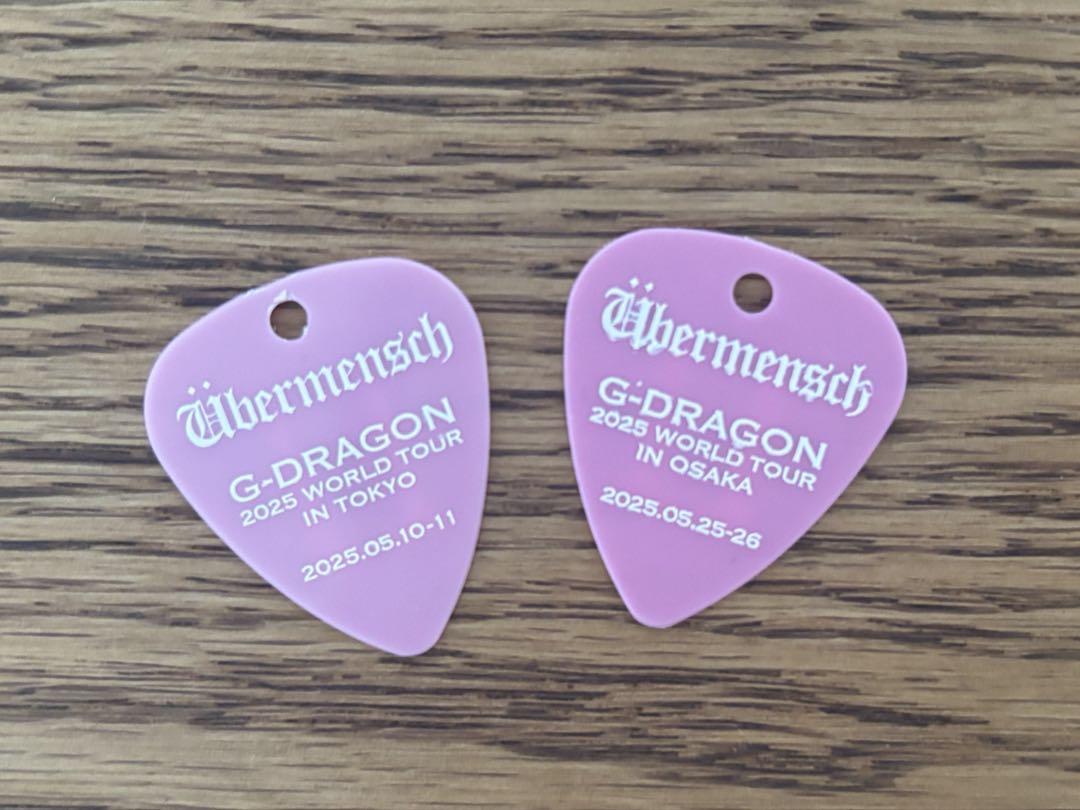 Übermensch
G-DRAGON
2025 WORLD TOUR
IN TOKYO
2025.05.10-11
Übermensch
G-DRAGON
2025 WORLD TOUR
IN OSAKA
2025.05.25-26